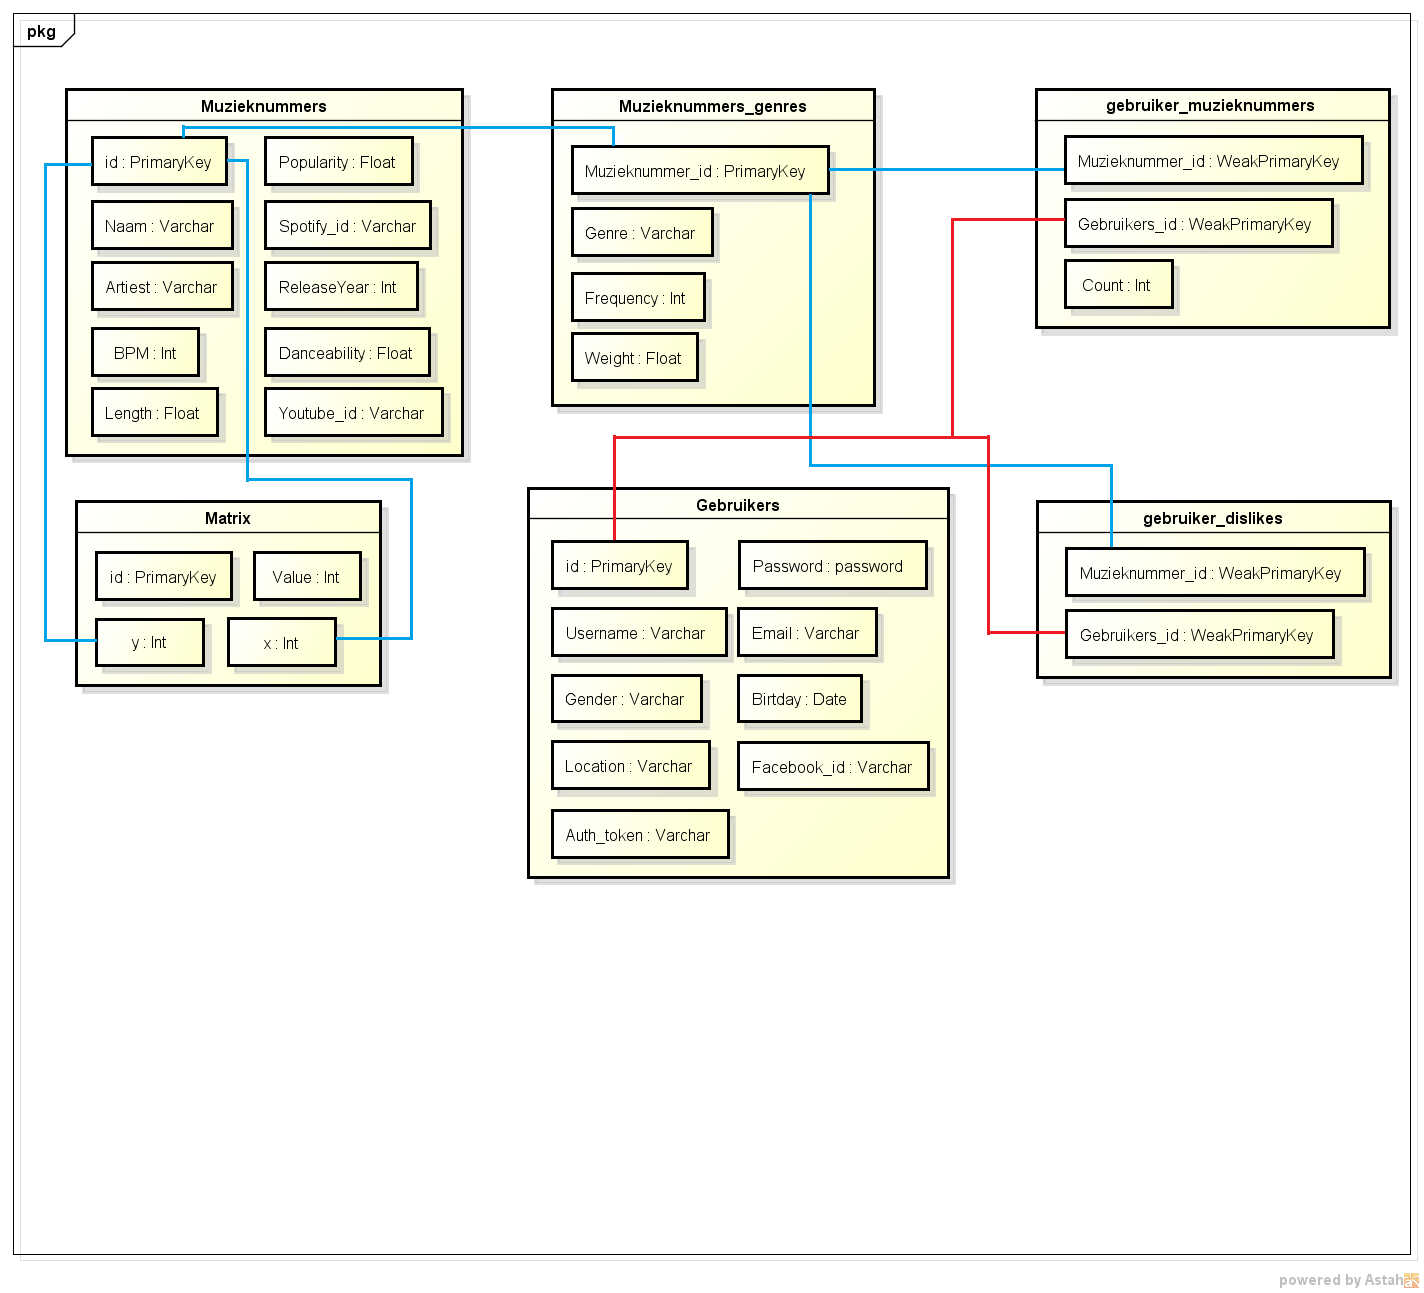 pkg
Muzieknummers
id : PrimaryKey
Popularity : Float
Naam : Varchar
Spotify_id : Varchar
Artiest : Varchar
ReleaseYear : Int
BPM : Int
Danceability : Float
Length : Float
Youtube_id : Varchar
Muzieknummers_genres
Muzieknummer_id : PrimaryKey
Genre : Varchar
Frequency : Int
Weight : Float
gebruiker_muzieknummers
Muzieknummer_id : WeakPrimaryKey
Gebruikers_id : WeakPrimaryKey
Count : Int
Matrix
id : PrimaryKey
Value : Int
y : Int
x : Int
Gebruikers
id : PrimaryKey
Password : password
Username : Varchar
Email : Varchar
Gender : Varchar
Birtday : Date
Location : Varchar
Facebook_id : Varchar
Auth_token : Varchar
gebruiker_dislikes
Muzieknummer_id : WeakPrimaryKey
Gebruikers_id : WeakPrimaryKey
powered by Astah